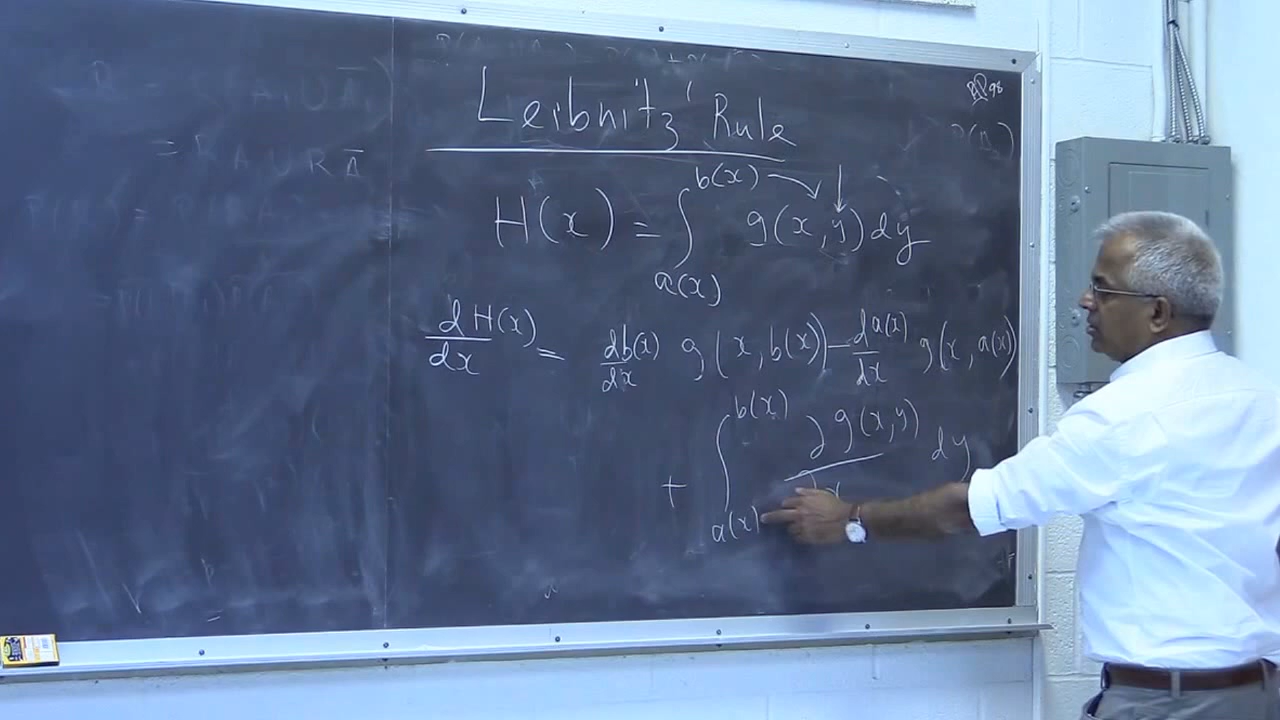 Leibnitz' Rule
H(x) = ∫_{a(x)}^{b(x)} g(x,y)dy
dH(x)/dx = db(x)/dx g(x,b(x)) − da(x)/dx g(x,a(x))
+ ∫_{a(x)}^{b(x)} ∂g(x,y)/∂x dy